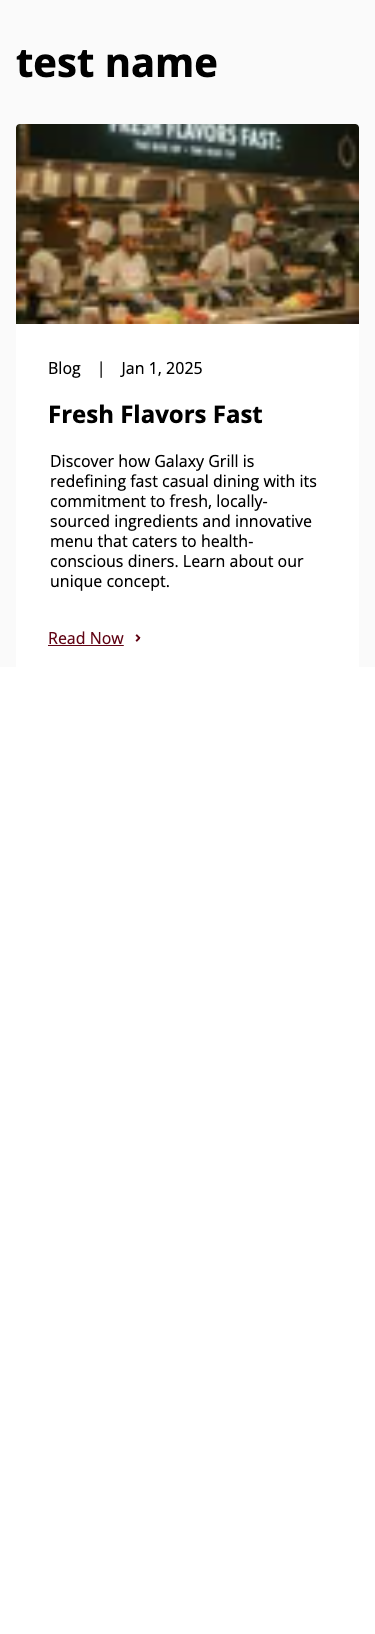 test name
FRESH FLAVORS FAST:
Blog | Jan 1, 2025
Fresh Flavors Fast
Discover how Galaxy Grill is
redefining fast casual dining with its
commitment to fresh, locally-
sourced ingredients and innovative
menu that caters to health-
conscious diners. Learn about our
unique concept.
Read Now ›